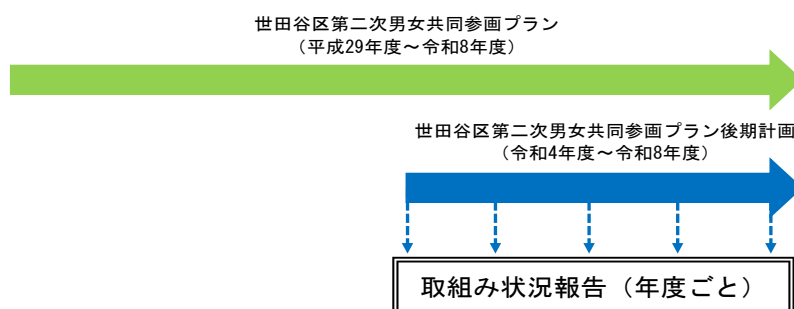 世田谷区第二次男女共同参画プラン
（平成29年度～令和8年度）
世田谷区第二次男女共同参画プラン後期計画
（令和4年度～令和8年度）
取組み状況報告（年度ごと）